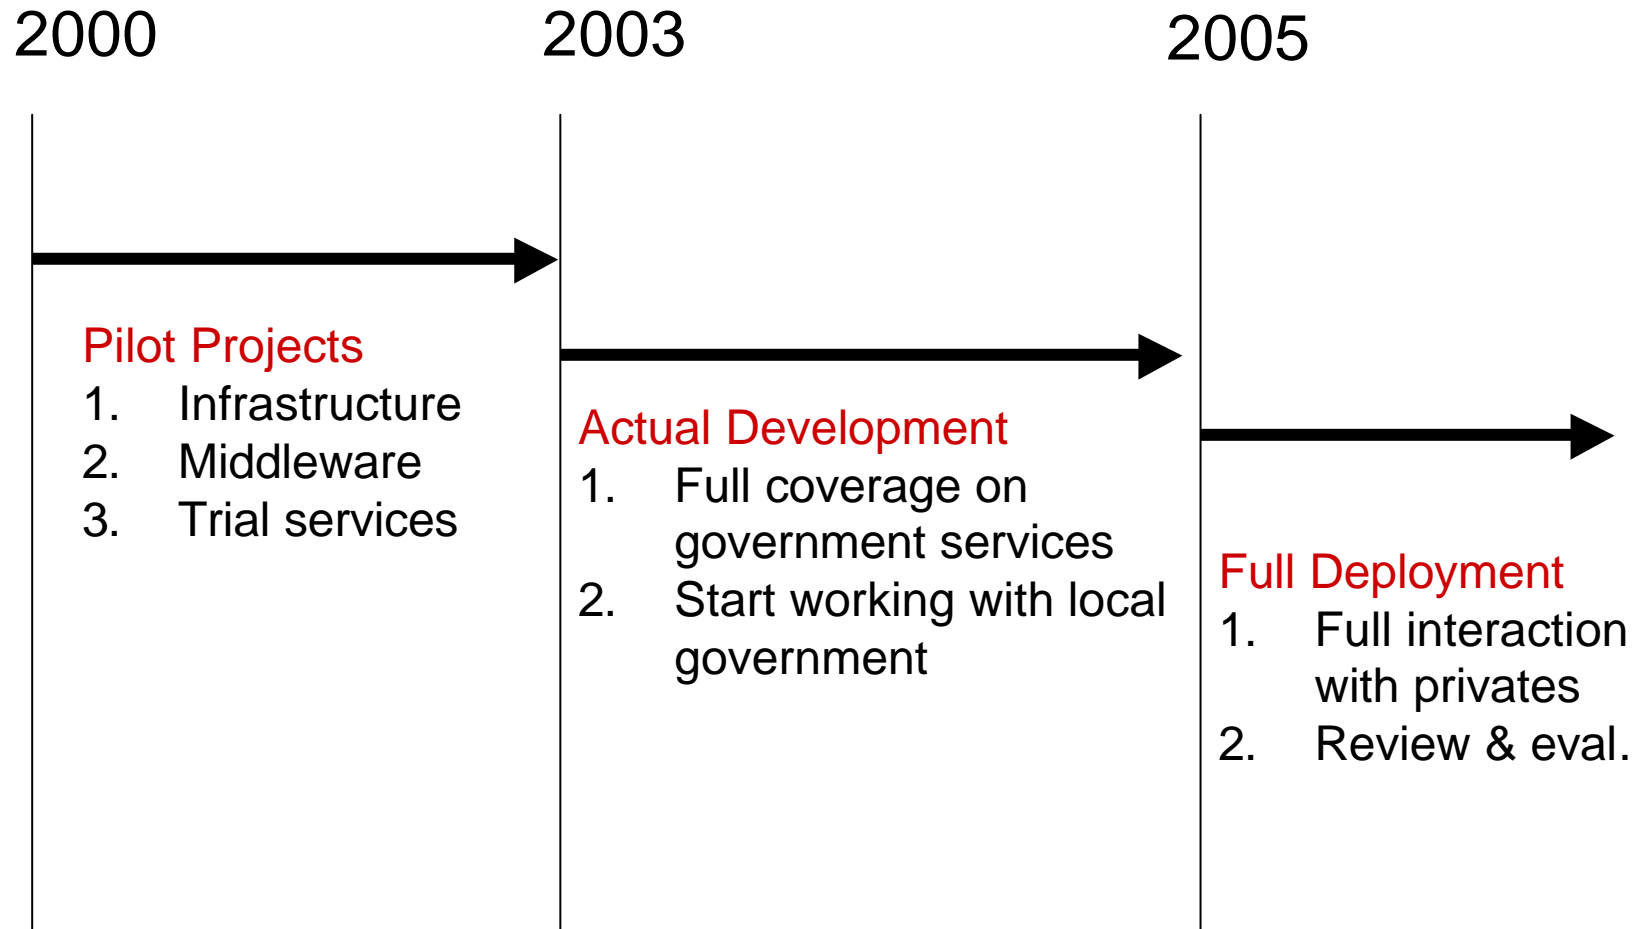 2000
2003
2005
Pilot Projects
1. Infrastructure
2. Middleware
3. Trial services
Actual Development
1. Full coverage on
government services
2. Start working with local
government
Full Deployment
1. Full interaction
with privates
2. Review & eval.